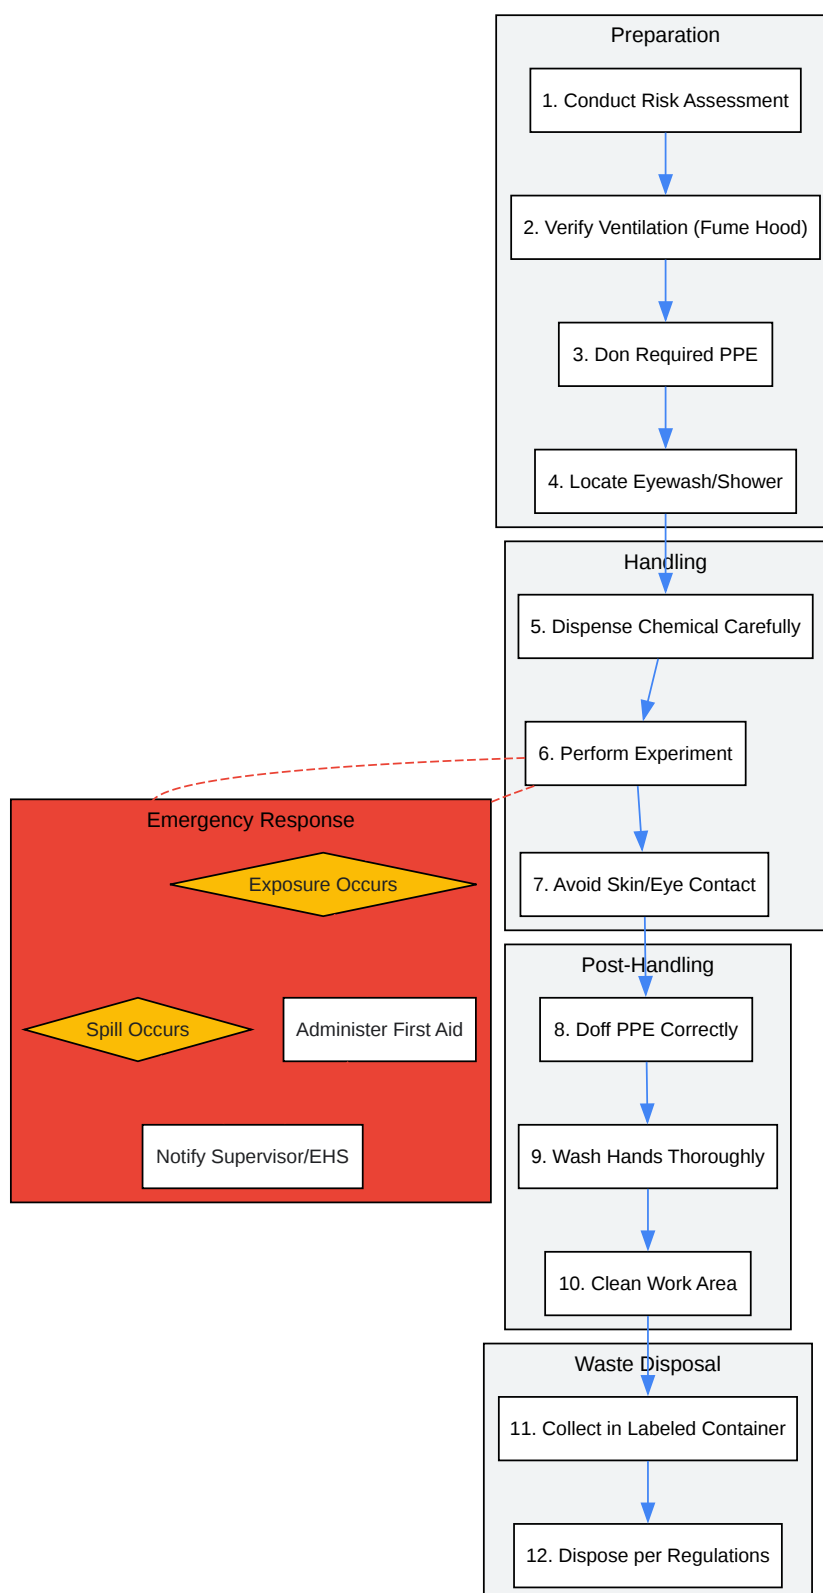 Preparation
1. Conduct Risk Assessment
2. Verify Ventilation (Fume Hood)
3. Don Required PPE
4. Locate Eyewash/Shower
Handling
5. Dispense Chemical Carefully
6. Perform Experiment
7. Avoid Skin/Eye Contact
Emergency Response
Exposure Occurs
Spill Occurs
Administer First Aid
Notify Supervisor/EHS
Post-Handling
8. Doff PPE Correctly
9. Wash Hands Thoroughly
10. Clean Work Area
Waste Disposal
11. Collect in Labeled Container
12. Dispose per Regulations